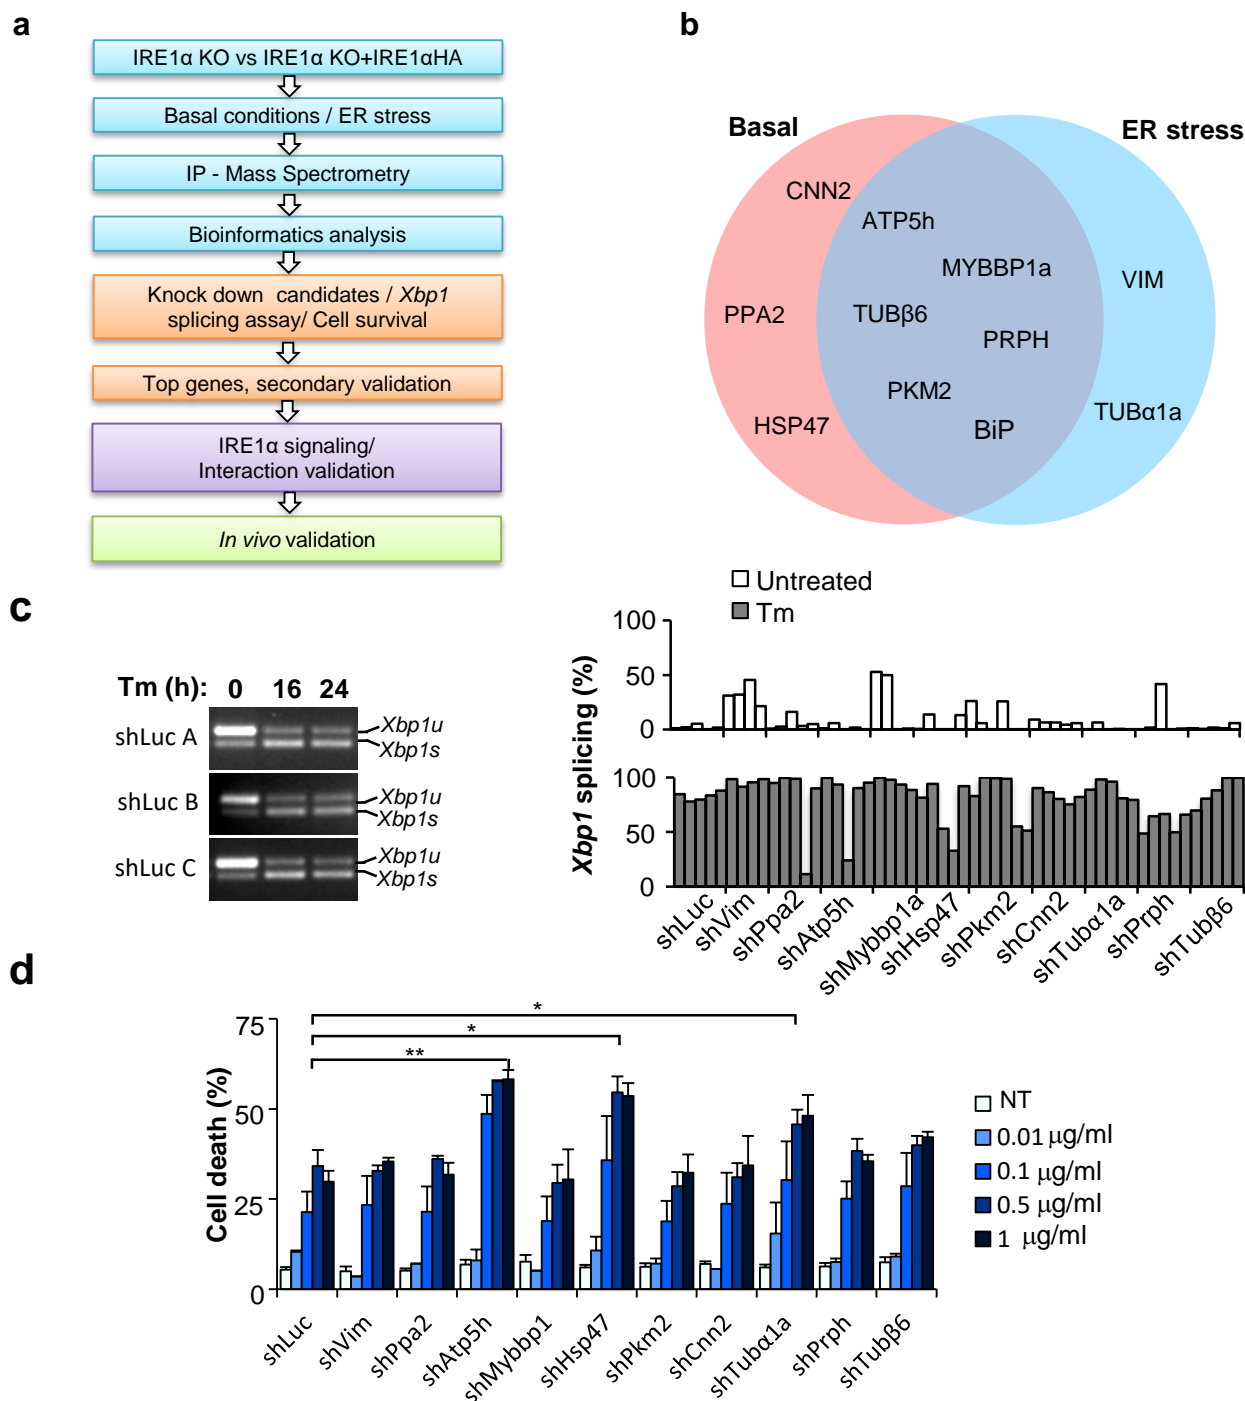 a
IRE1α KO vs IRE1α KO+IRE1αHA
Basal conditions / ER stress
IP - Mass Spectrometry
Bioinformatics analysis
Knock down candidates / Xbp1
splicing assay/ Cell survival
Top genes, secondary validation
IRE1α signaling/
Interaction validation
In vivo validation
b
Basal
ER stress
CNN2
ATP5h
MYBBP1a
VIM
PPA2
TUBβ6
PRPH
PKM2
HSP47
BiP
TUBα1a
c
Tm (h): 0 16 24
shLuc A
Xbp1u
Xbp1s
shLuc B
Xbp1u
Xbp1s
shLuc C
Xbp1u
Xbp1s
Untreated
Tm
Xbp1 splicing (%)
100
50
0
100
50
0
shLuc
shVim
shPpa2
shAtp5h
shMybbp1a
shHsp47
shPkm2
shCnn2
shTubα1a
shPrph
shTubβ6
d
Cell death (%)
75
50
25
0
*
*
**
NT
0.01 µg/ml
0.1 µg/ml
0.5 µg/ml
1 µg/ml
shLuc
shVim
shPpa2
shAtp5h
shMybbp1
shHsp47
shPkm2
shCnn2
shTubα1a
shPrph
shTubβ6